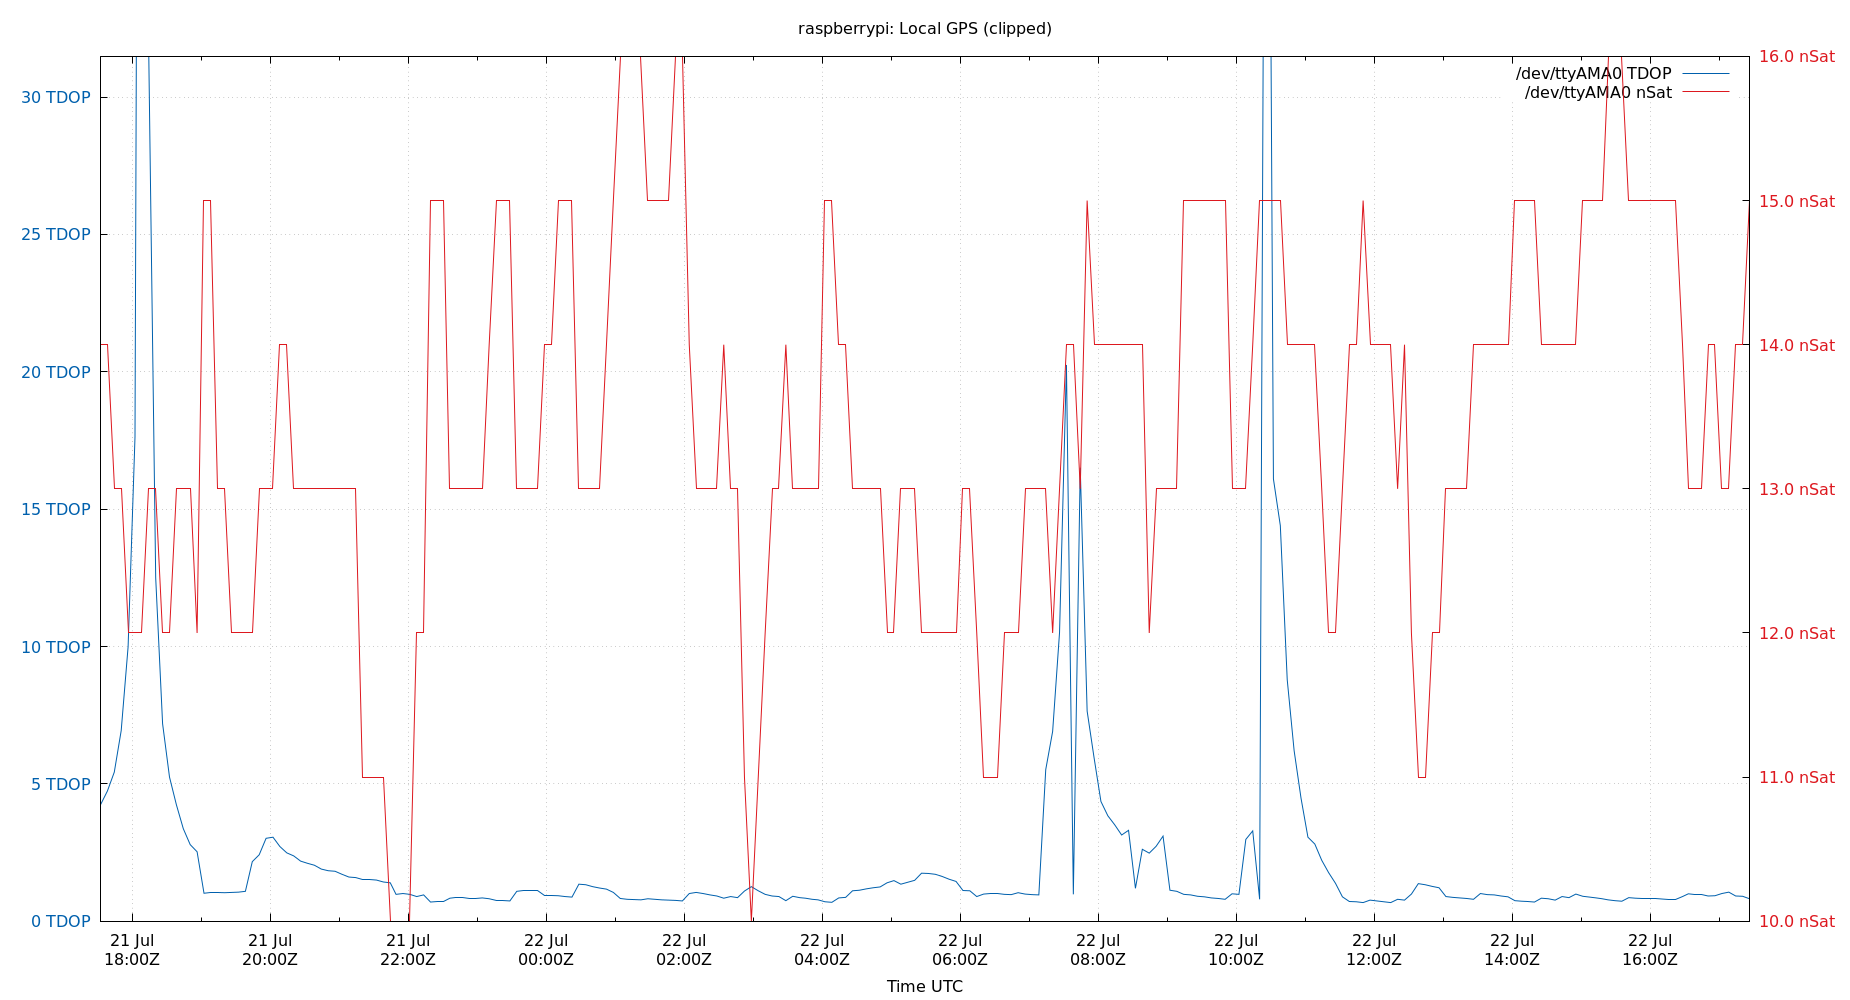 raspberrypi: Local GPS (clipped)
/dev/ttyAMA0 TDOP
/dev/ttyAMA0 nSat
30 TDOP
25 TDOP
20 TDOP
15 TDOP
10 TDOP
5 TDOP
0 TDOP
16.0 nSat
15.0 nSat
14.0 nSat
13.0 nSat
12.0 nSat
11.0 nSat
10.0 nSat
21 Jul
18:00Z
21 Jul
20:00Z
21 Jul
22:00Z
22 Jul
00:00Z
22 Jul
02:00Z
22 Jul
04:00Z
22 Jul
06:00Z
22 Jul
08:00Z
22 Jul
10:00Z
22 Jul
12:00Z
22 Jul
14:00Z
22 Jul
16:00Z
Time UTC